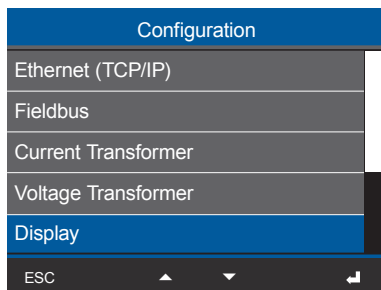 Configuration
Ethernet (TCP/IP)
Fieldbus
Current Transformer
Voltage Transformer
Display
ESC